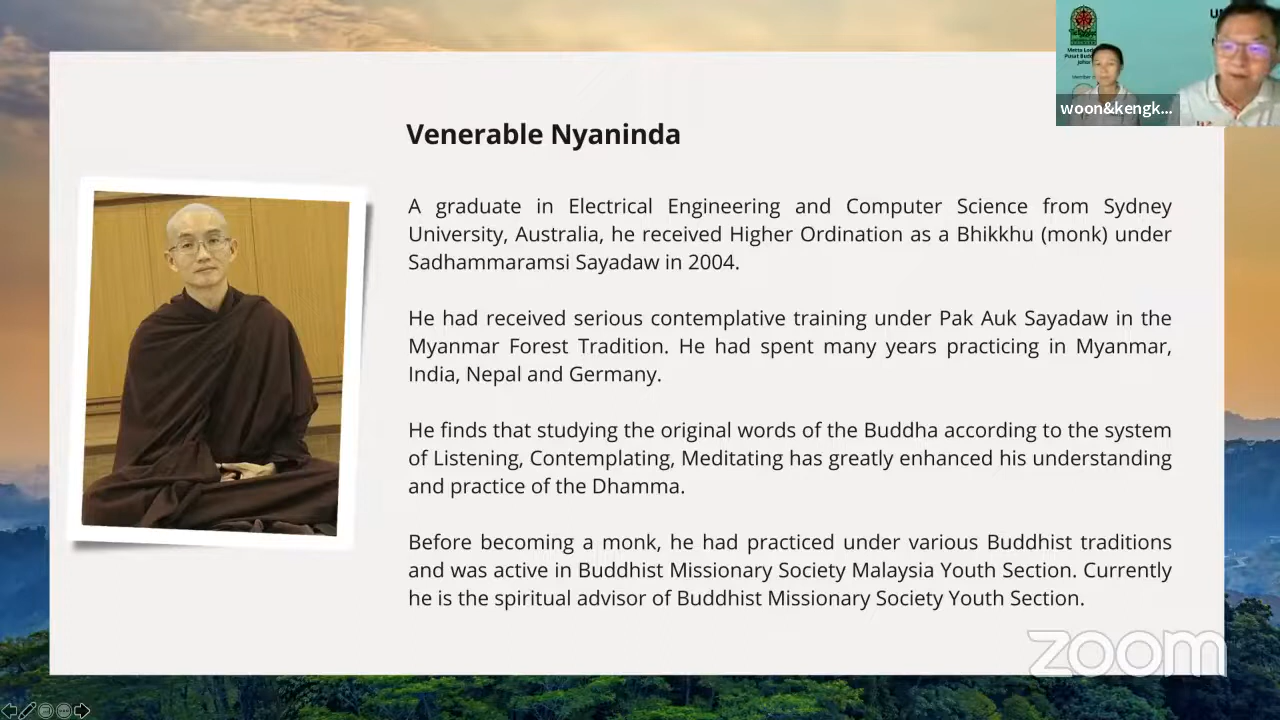 Venerable Nyaninda
A graduate in Electrical Engineering and Computer Science from Sydney
University, Australia, he received Higher Ordination as a Bhikkhu (monk) under
Sadhammaramsi Sayadaw in 2004.
He had received serious contemplative training under Pak Auk Sayadaw in the
Myanmar Forest Tradition. He had spent many years practicing in Myanmar,
India, Nepal and Germany.
He finds that studying the original words of the Buddha according to the system
of Listening, Contemplating, Meditating has greatly enhanced his understanding
and practice of the Dhamma.
Before becoming a monk, he had practiced under various Buddhist traditions
and was active in Buddhist Missionary Society Malaysia Youth Section. Currently
he is the spiritual advisor of Buddhist Missionary Society Youth Section.
woon&kengk...
zoom